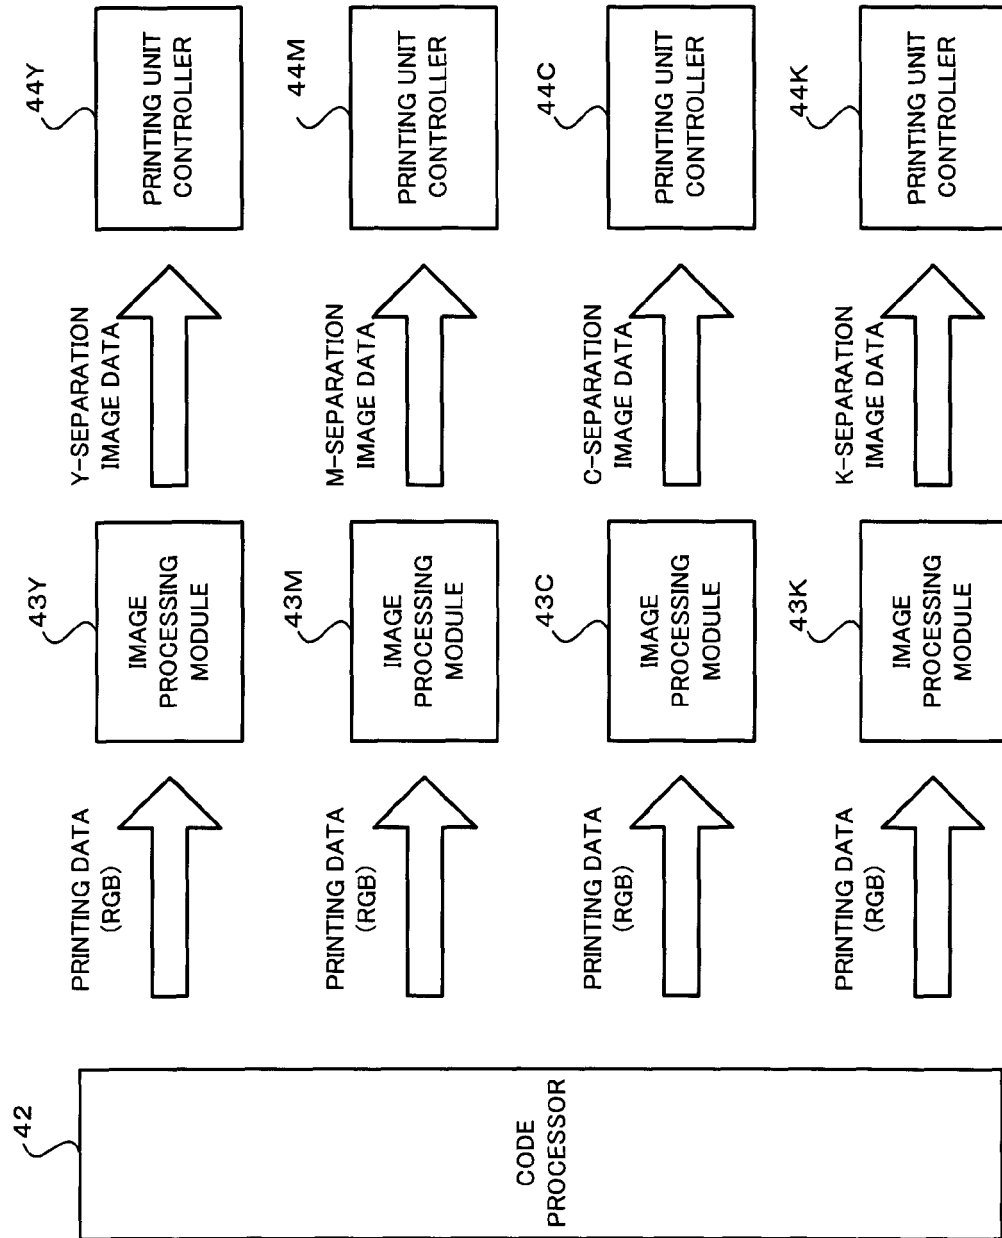 42
CODE
PROCESSOR
PRINTING DATA
(RGB)
43Y
IMAGE
PROCESSING
MODULE
Y-SEPARATION
IMAGE DATA
44Y
PRINTING UNIT
CONTROLLER
PRINTING DATA
(RGB)
43M
IMAGE
PROCESSING
MODULE
M-SEPARATION
IMAGE DATA
44M
PRINTING UNIT
CONTROLLER
PRINTING DATA
(RGB)
43C
IMAGE
PROCESSING
MODULE
C-SEPARATION
IMAGE DATA
44C
PRINTING UNIT
CONTROLLER
PRINTING DATA
(RGB)
43K
IMAGE
PROCESSING
MODULE
K-SEPARATION
IMAGE DATA
44K
PRINTING UNIT
CONTROLLER